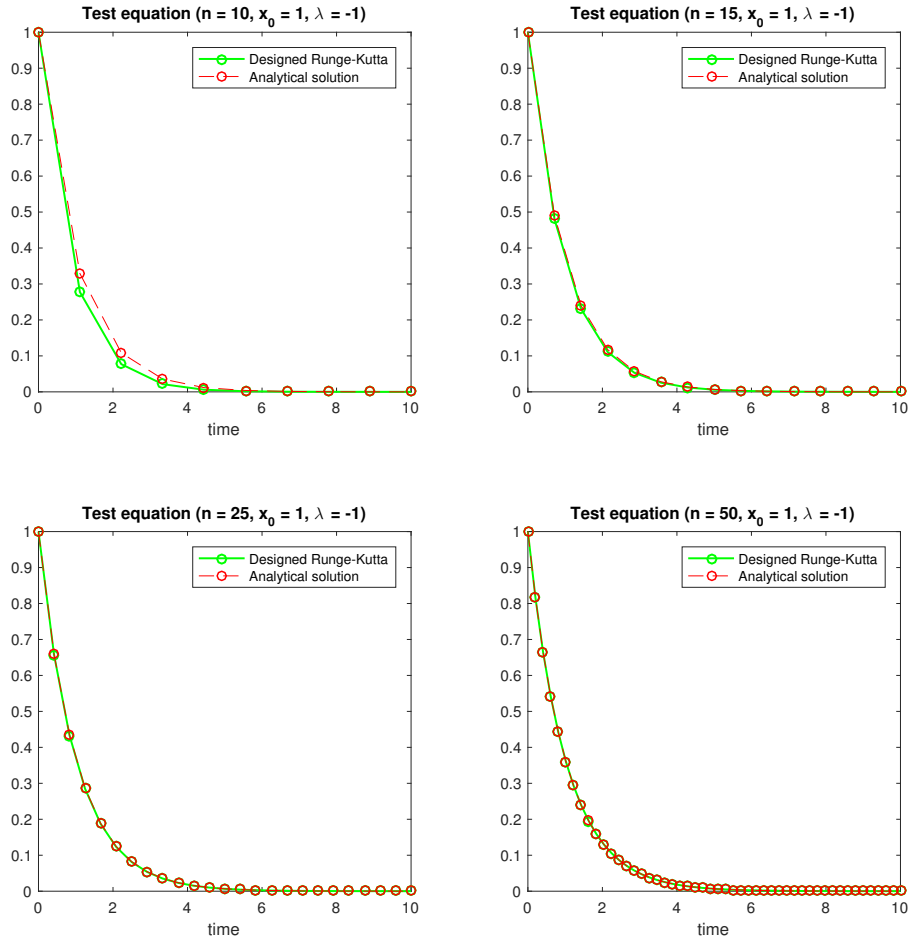 Test equation (n = 10, x₀ = 1, λ = -1)
1
0.9
0.8
0.7
0.6
0.5
0.4
0.3
0.2
0.1
0
Designed Runge-Kutta
Analytical solution
0 2 4 6 8 10
time
Test equation (n = 15, x₀ = 1, λ = -1)
1
0.9
0.8
0.7
0.6
0.5
0.4
0.3
0.2
0.1
0
Designed Runge-Kutta
Analytical solution
0 2 4 6 8 10
time
Test equation (n = 25, x₀ = 1, λ = -1)
1
0.9
0.8
0.7
0.6
0.5
0.4
0.3
0.2
0.1
0
Designed Runge-Kutta
Analytical solution
0 2 4 6 8 10
time
Test equation (n = 50, x₀ = 1, λ = -1)
1
0.9
0.8
0.7
0.6
0.5
0.4
0.3
0.2
0.1
0
Designed Runge-Kutta
Analytical solution
0 2 4 6 8 10
time